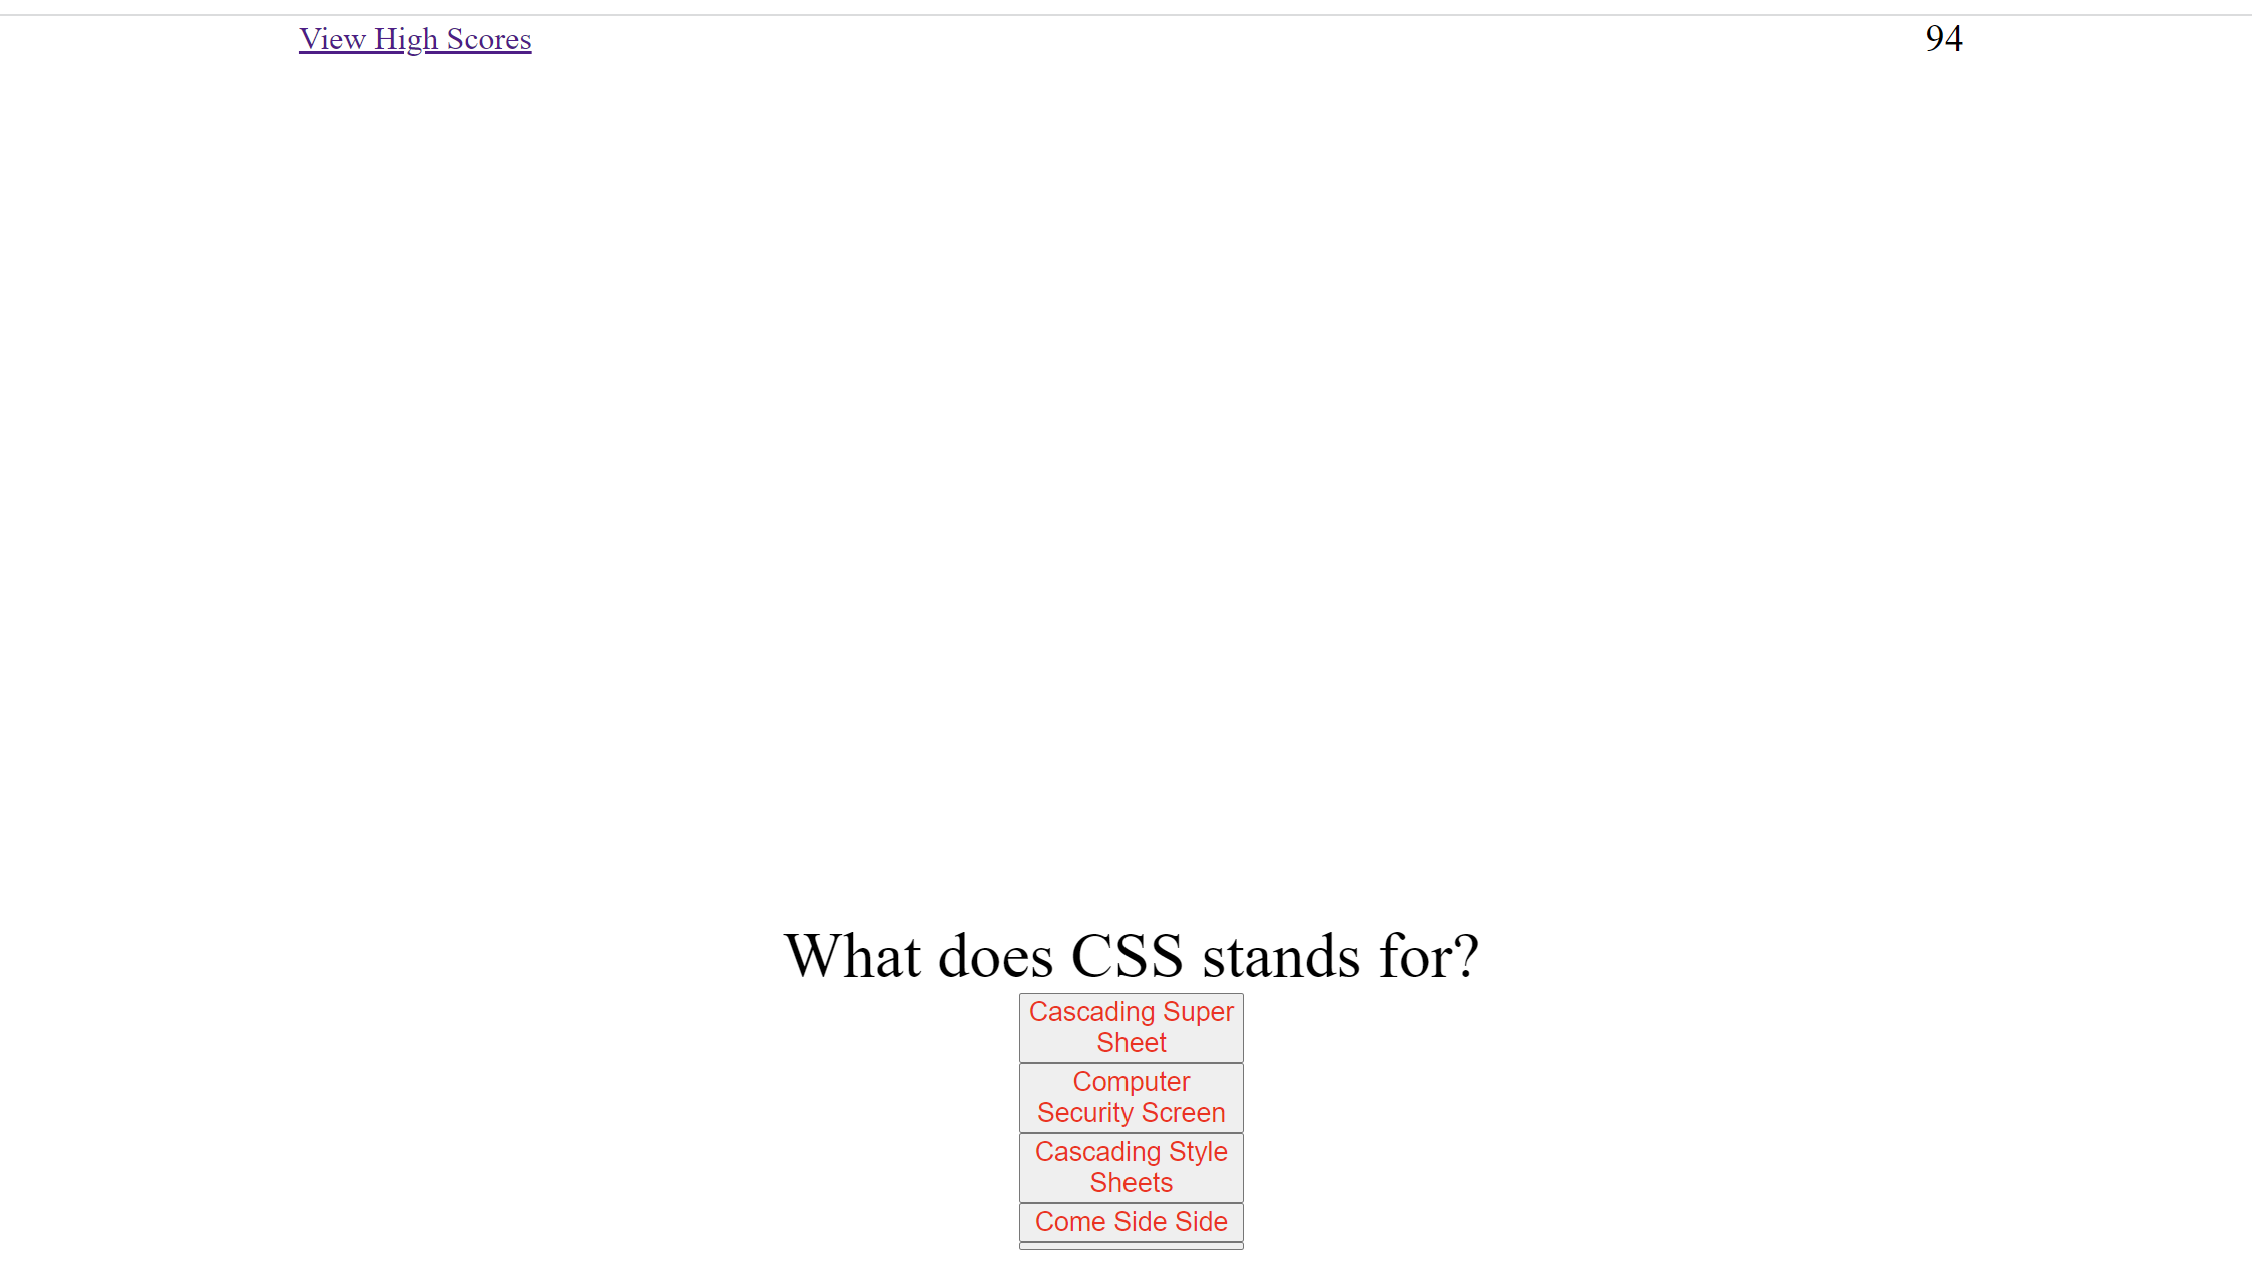 View High Scores
94
What does CSS stands for?
Cascading Super
Sheet
Computer
Security Screen
Cascading Style
Sheets
Come Side Side